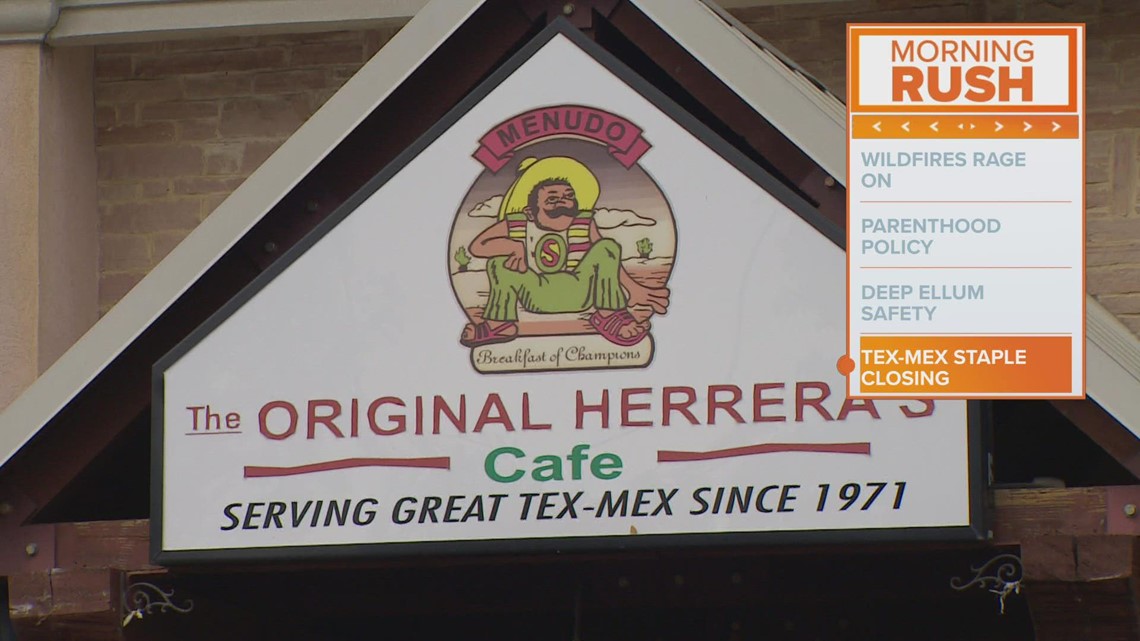 MENUDO
S
Breakfast of Champions
The ORIGINAL HERRERA'S
Cafe
SERVING GREAT TEX-MEX SINCE 1971
MORNING
RUSH
WILDFIRES RAGE
ON
PARENTHOOD
POLICY
DEEP ELLUM
SAFETY
TEX-MEX STAPLE
CLOSING